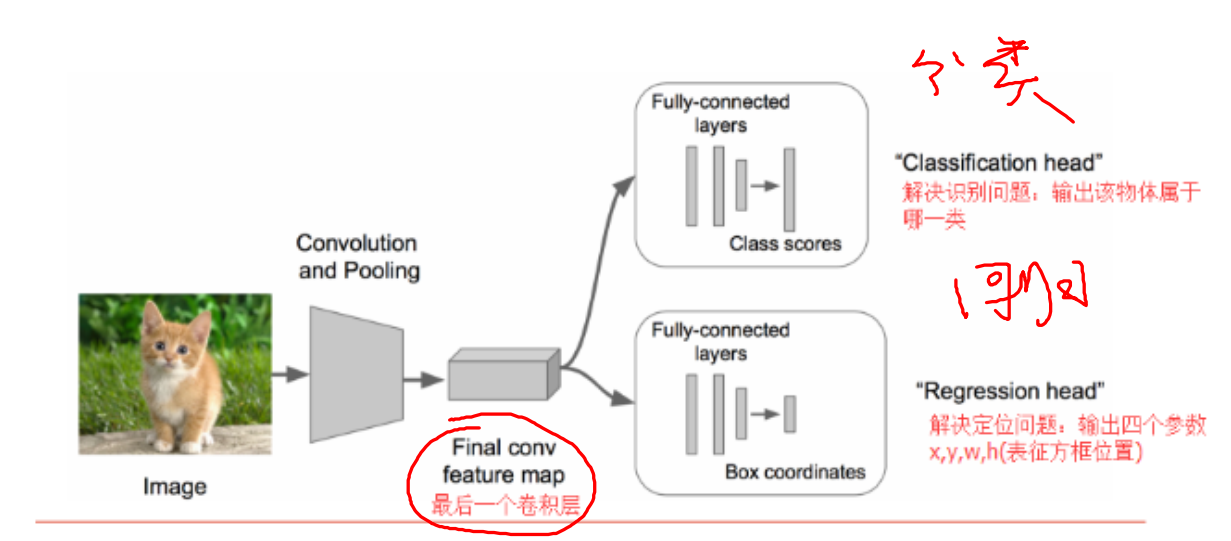 分类
Fully-connected
layers
Class scores
"Classification head"
解决识别问题：输出该物体属于
哪一类
Convolution
and Pooling
Image
Final conv
feature map
最后一个卷积层
Fully-connected
layers
Box coordinates
"Regression head"
解决定位问题：输出四个参数
x,y,w,h(表征方框位置)